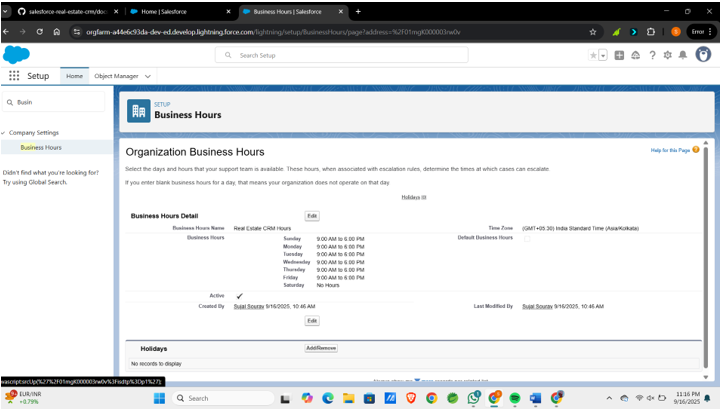 salesforce-real-estate-crm/doc
Home | Salesforce
Business Hours | Salesforce
orgfarm-a44e6c93da-dev-ed.develop.lightning.force.com/lightning/setup/BusinessHours/page?address=%2F01mgK000003rw0v
Error
Search Setup
Setup
Home
Object Manager
Busin
Company Settings
Business Hours
Didn't find what you're looking for?
Try using Global Search.
SETUP
Business Hours
Organization Business Hours
Help for this Page
Select the days and hours that your support team is available. These hours, when associated with escalation rules, determine the times at which cases can escalate.
If you enter blank business hours for a day, that means your organization does not operate on that day
Holidays [0]
Business Hours Detail
Edit
Business Hours Name Real Estate CRM Hours
Time Zone (GMT+05:30) India Standard Time (Asia/Kolkata)
Business Hours
Default Business Hours
Sunday 9:00 AM to 6:00 PM
Monday 9:00 AM to 6:00 PM
Tuesday 9:00 AM to 6:00 PM
Wednesday 9:00 AM to 6:00 PM
Thursday 9:00 AM to 6:00 PM
Friday 9:00 AM to 6:00 PM
Saturday No Hours
Active
Created By Sujal Sourav 9/16/2025, 10:46 AM
Last Modified By Sujal Sourav 9/16/2025, 10:46 AM
Edit
Holidays
Add/Remove
No records to display
EUR/INR
+0.79%
Search
11:16 PM
9/16/2025